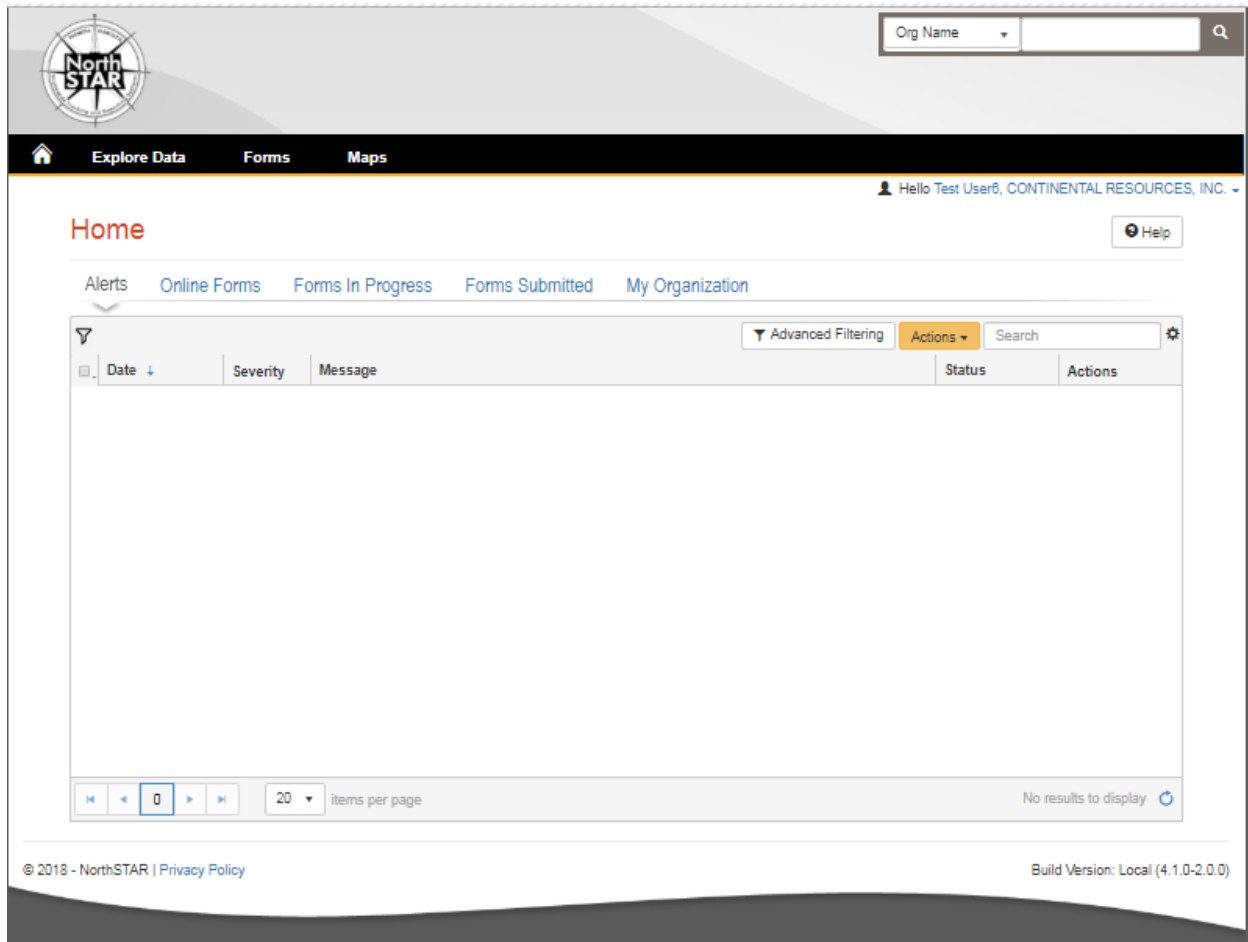 North
STAR
Org Name
Explore Data Forms Maps
Hello Test User6, CONTINENTAL RESOURCES, INC.
Home
Help
Alerts Online Forms Forms In Progress Forms Submitted My Organization
Advanced Filtering Actions Search
Date Severity Message Status Actions
0 20 items per page No results to display
© 2018 - NorthSTAR | Privacy Policy Build Version: Local (4.1.0-2.0.0)